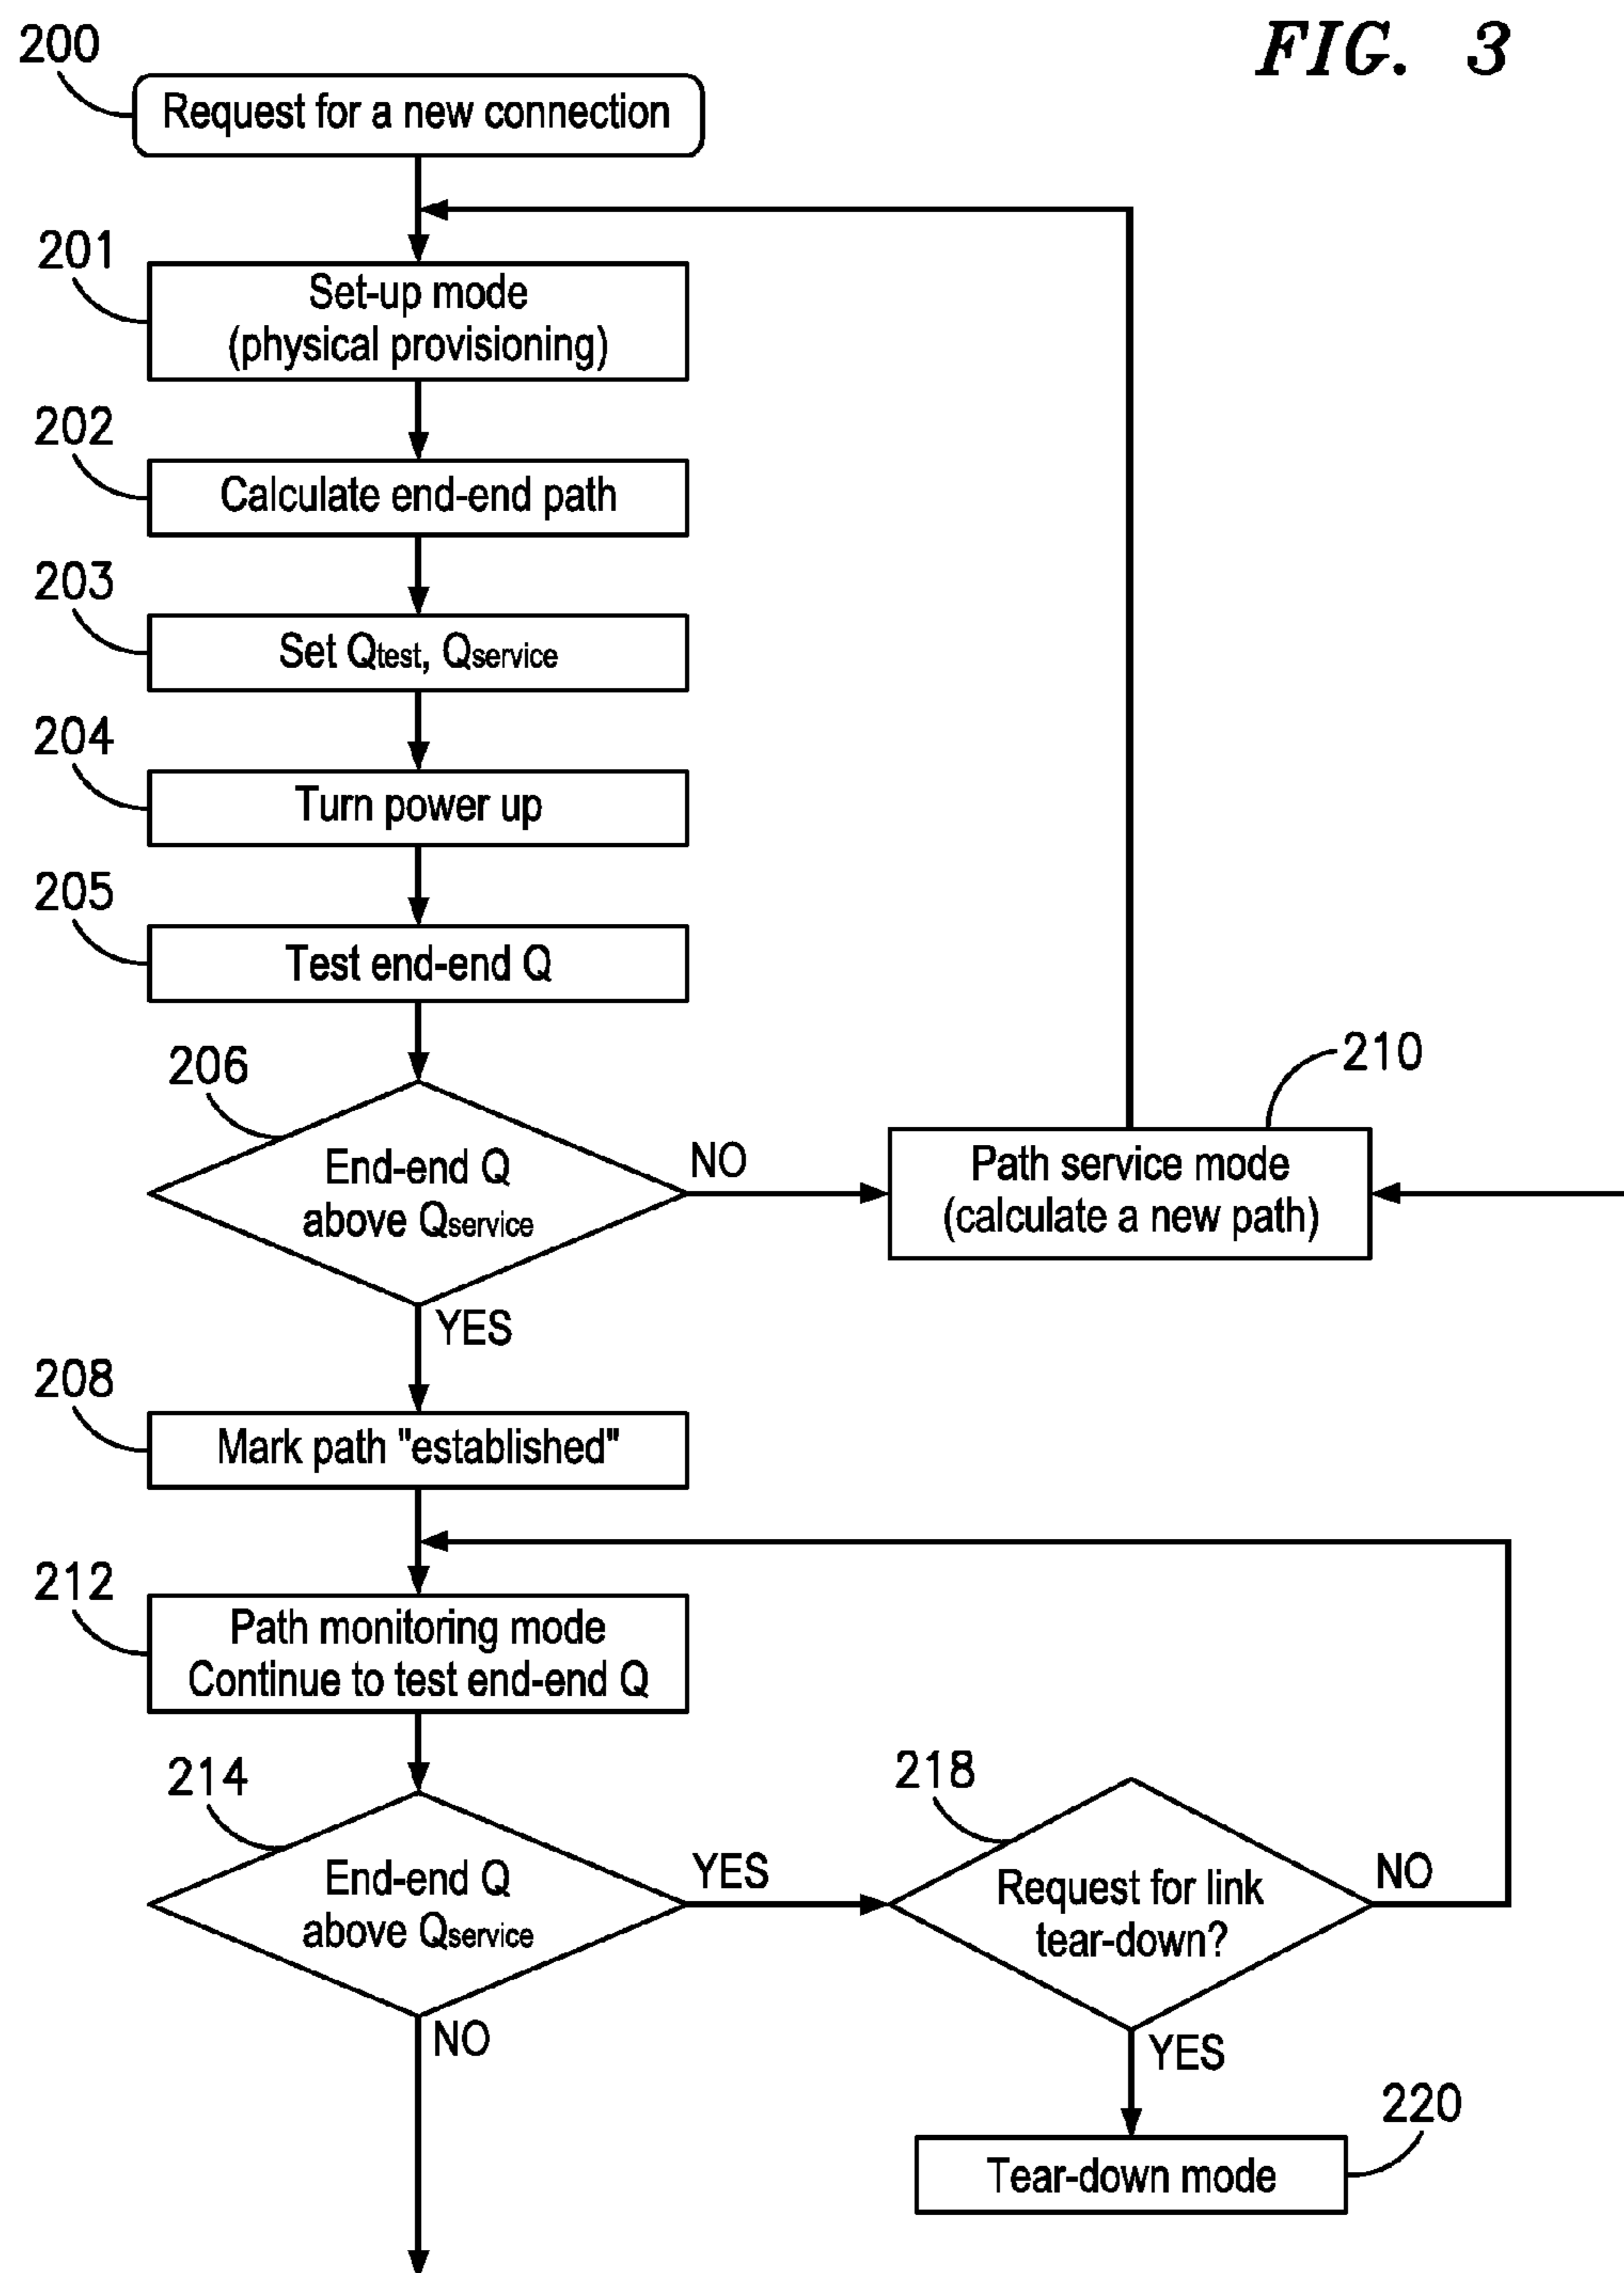 FIG. 3
200
Request for a new connection
201
Set-up mode
(physical provisioning)
202
Calculate end-end path
203
Set Qtest, Qservice
204
Turn power up
205
Test end-end Q
206
End-end Q
above Qservice
NO
YES
210
Path service mode
(calculate a new path)
208
Mark path "established"
212
Path monitoring mode
Continue to test end-end Q
214
End-end Q
above Qservice
YES
NO
218
Request for link
tear-down?
NO
YES
220
Tear-down mode